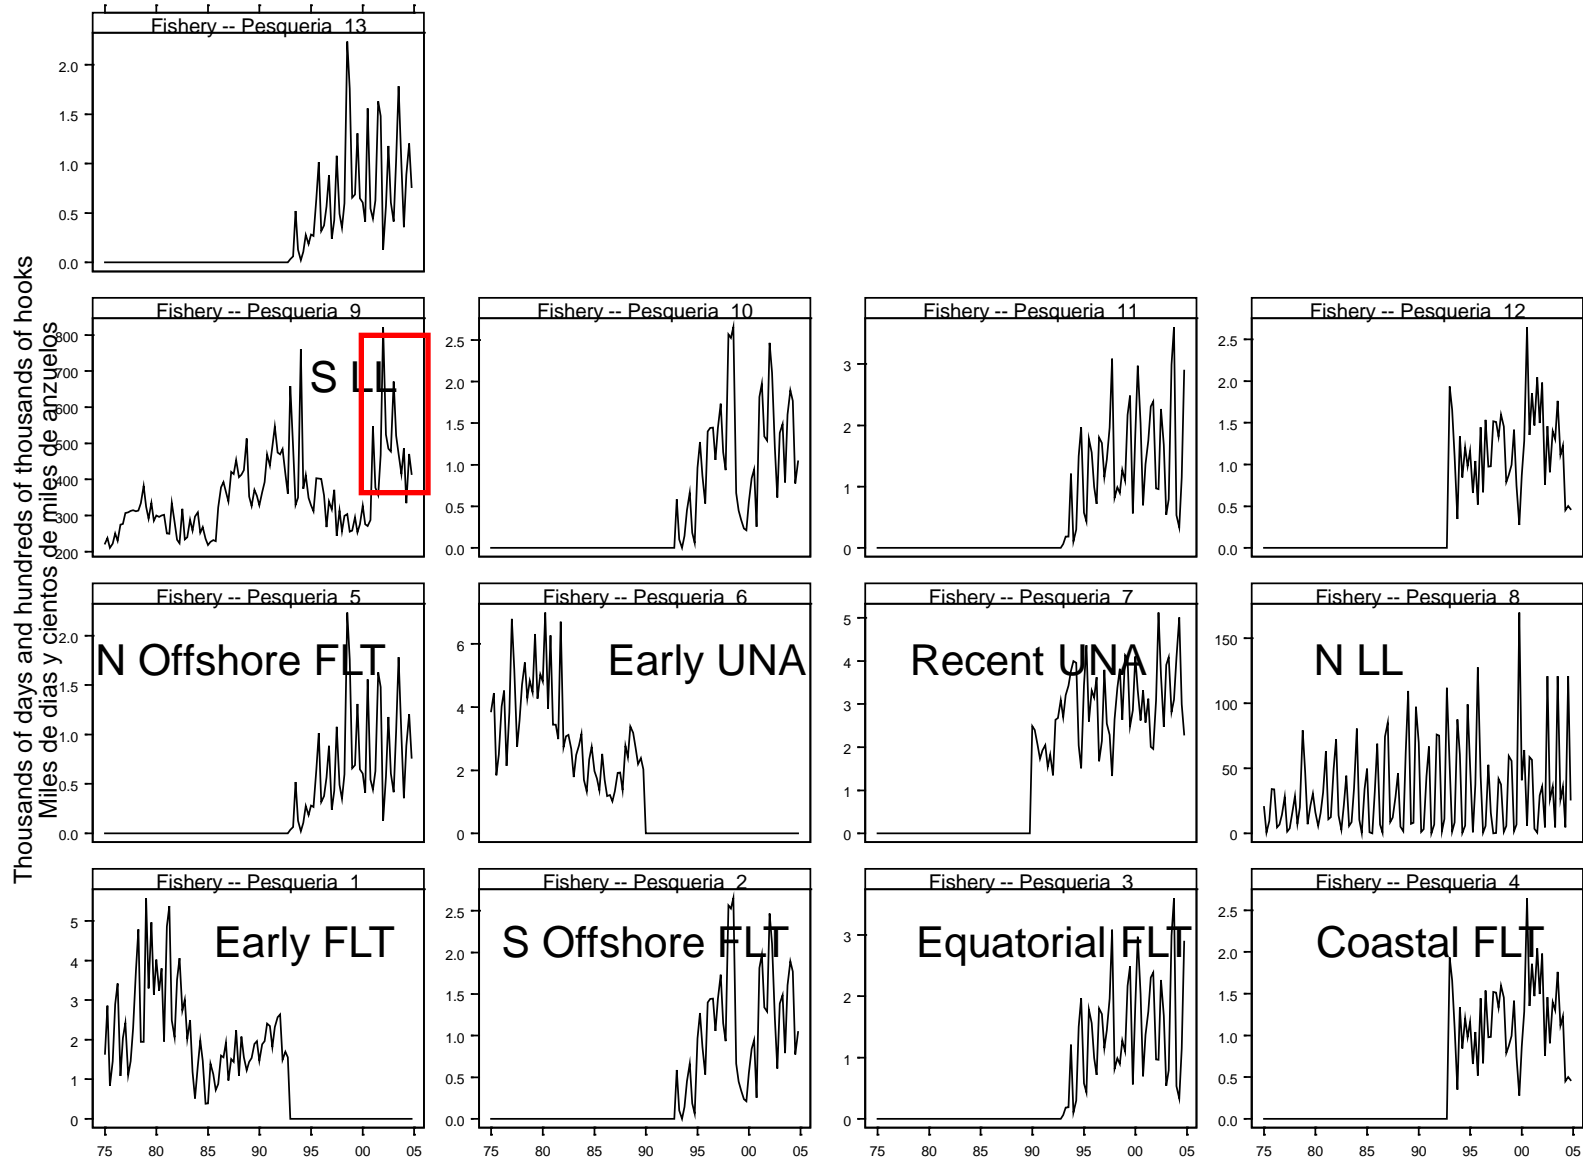 Thousands of days and hundreds of thousands of hooks
Miles de dias y cientos de miles de anzuelos
Fishery -- Pesqueria 13
2.0
1.5
1.0
0.5
0.0
Fishery -- Pesqueria 9
S LL
800
700
600
500
400
300
200
Fishery -- Pesqueria 10
2.5
2.0
1.5
1.0
0.5
0.0
Fishery -- Pesqueria 11
3
2
1
0
Fishery -- Pesqueria 12
2.5
2.0
1.5
1.0
0.5
0.0
Fishery -- Pesqueria 5
N Offshore FLT
2.0
1.5
1.0
0.5
0.0
Fishery -- Pesqueria 6
Early UNA
6
4
2
0
Fishery -- Pesqueria 7
Recent UNA
5
4
3
2
1
0
Fishery -- Pesqueria 8
N LL
150
100
50
0
Fishery -- Pesqueria 1
Early FLT
5
4
3
2
1
0
75 80 85 90 95 00 05
Fishery -- Pesqueria 2
S Offshore FLT
2.5
2.0
1.5
1.0
0.5
0.0
75 80 85 90 95 00 05
Fishery -- Pesqueria 3
Equatorial FLT
3
2
1
0
75 80 85 90 95 00 05
Fishery -- Pesqueria 4
Coastal FLT
2.5
2.0
1.5
1.0
0.5
0.0
75 80 85 90 95 00 05